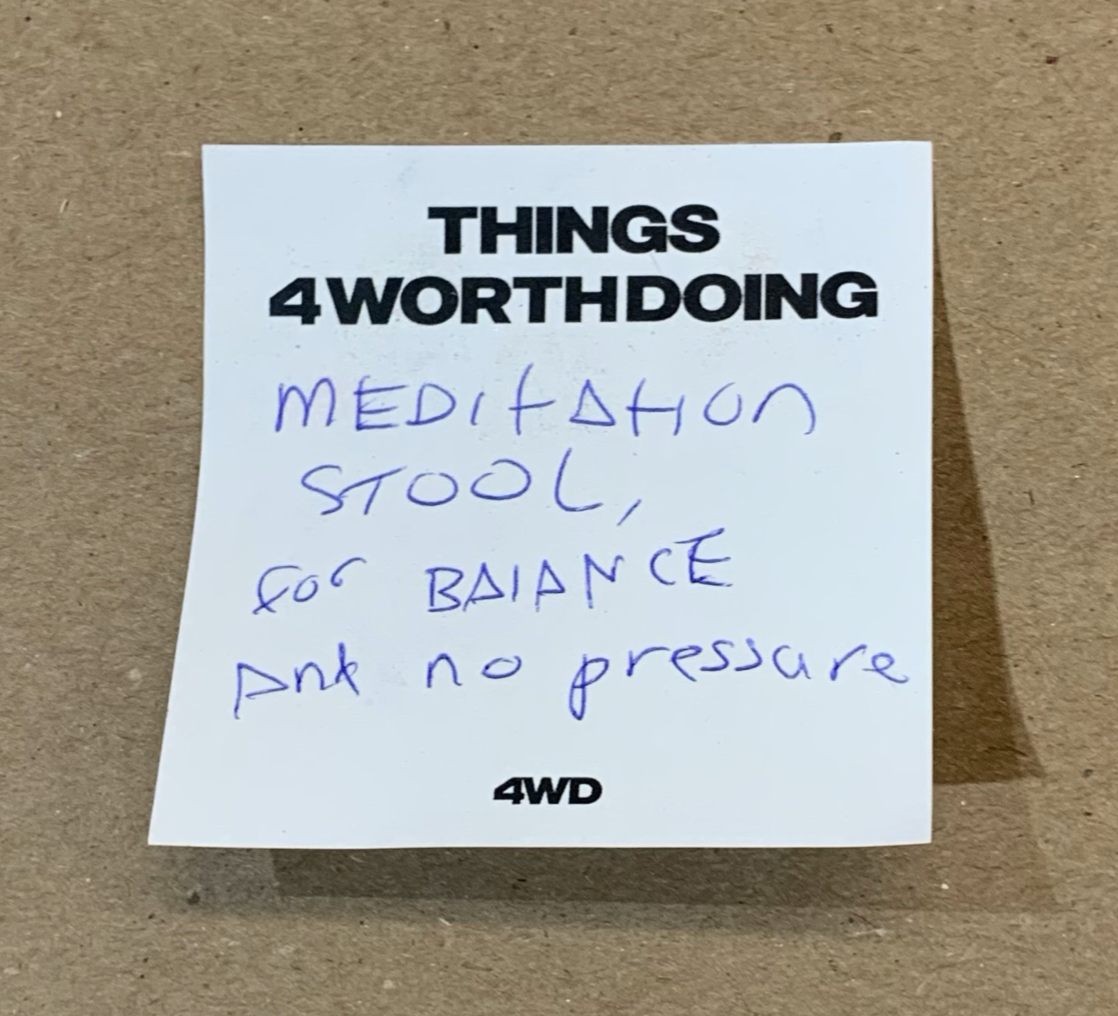 THINGS
4WORTHDOING
MEDITATION
STOOL,
for BALANCE
And no pressure
4WD